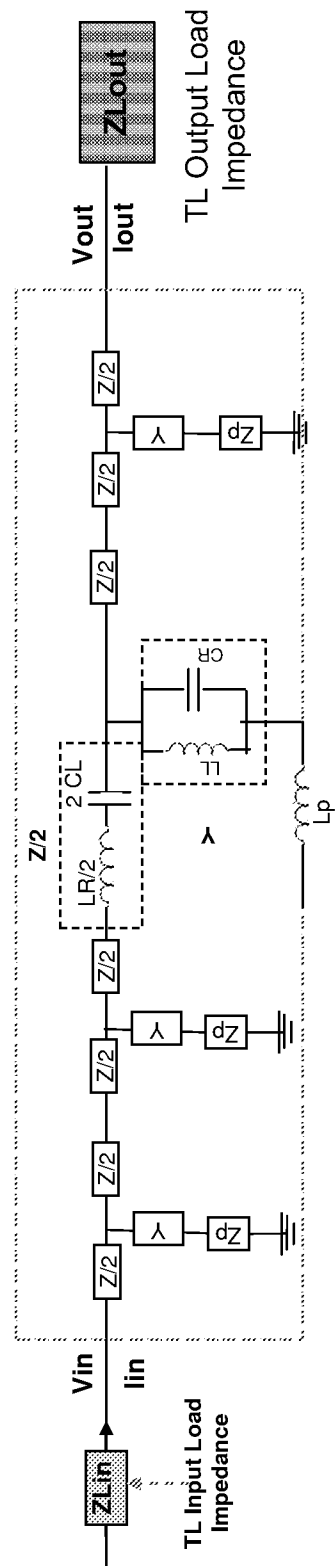 ZLin
TL Input Load
Impedance
Vin
Iin
Z/2
Y
Zp
Z/2
Z/2
Y
Zp
Z/2
Z/2
LR/2
2 CL
Z/2
LL
CR
Y
Lp
Z/2
Z/2
Y
Zp
Z/2
Vout
Iout
ZLout
TL Output Load
Impedance